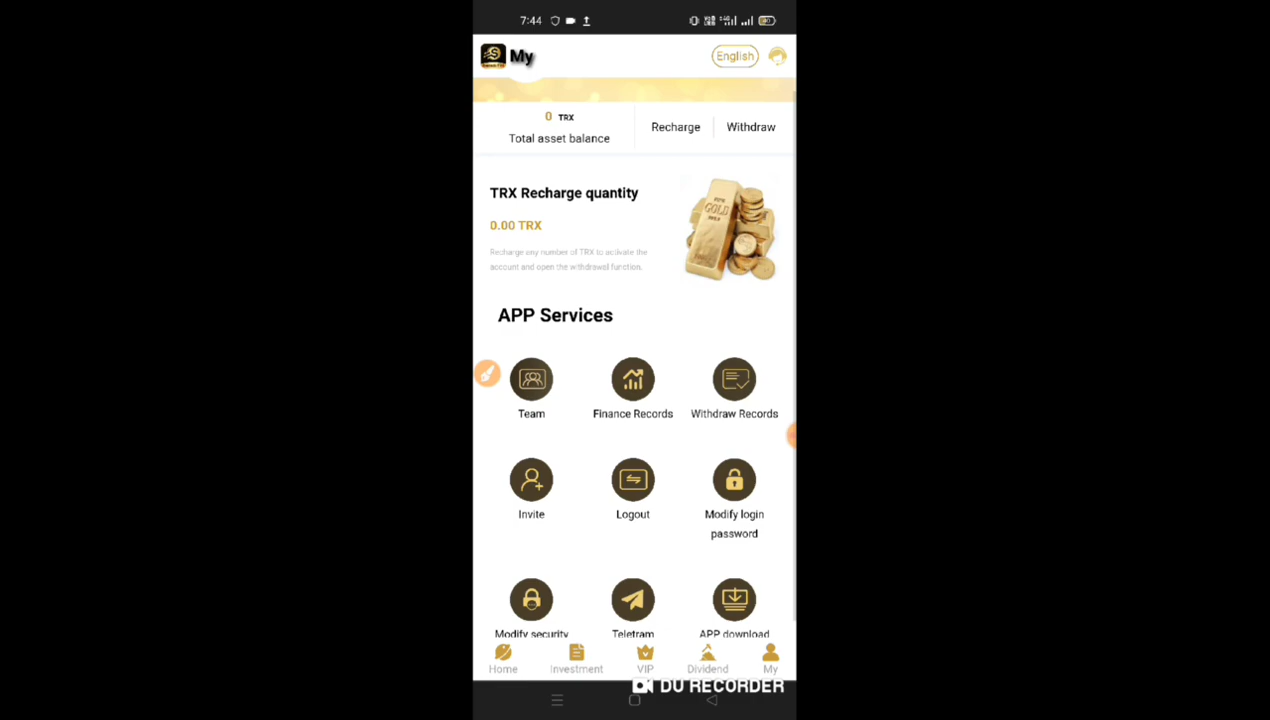 7:44
My
English
0 TRX
Total asset balance
Recharge
Withdraw
TRX Recharge quantity
0.00 TRX
Recharge any number of TRX to activate the
account and open the withdrawal function.
GOLD
APP Services
Team
Finance Records
Withdraw Records
Invite
Logout
Modify login
password
Modify security
Teletram
APP download
Home
Investment
VIP
Dividend
My
DU RECORDER